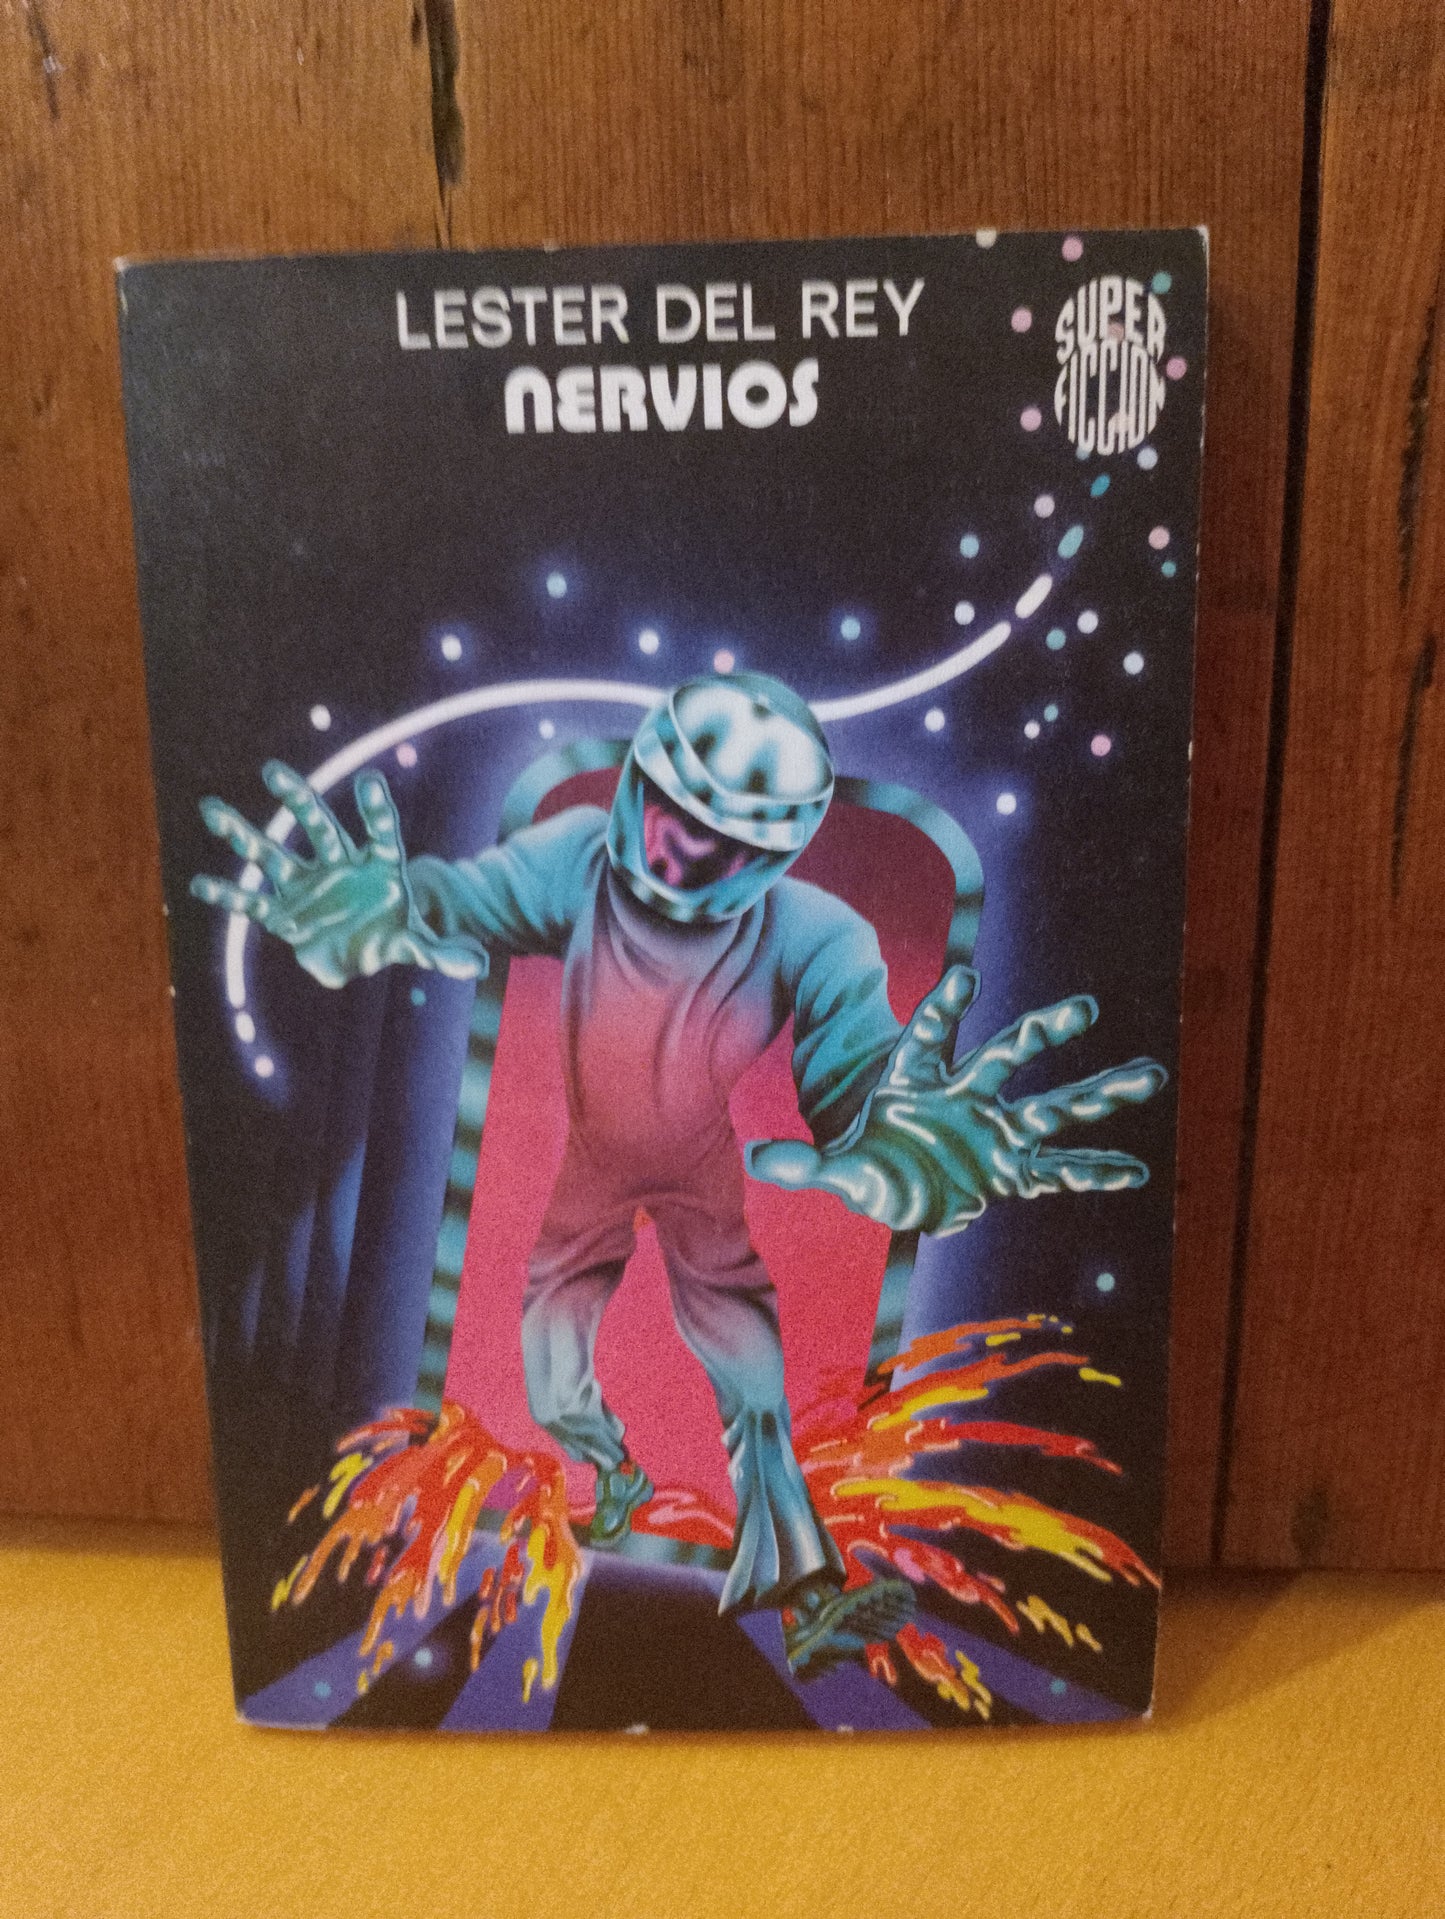 LESTER DEL REY
NERVIOS
SUPER
FICCION